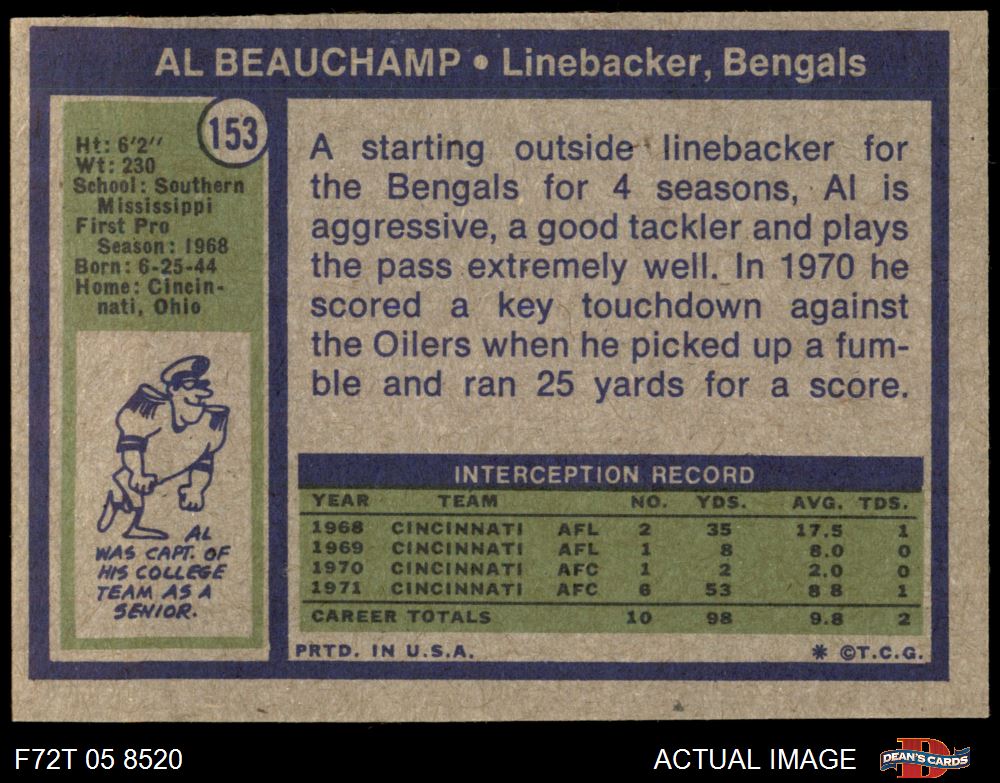 AL BEAUCHAMP • Linebacker, Bengals
153
Ht: 6'2''
Wt: 230
School: Southern
Mississippi
First Pro
Season: 1968
Born: 6-25-44
Home: Cincin-
nati, Ohio
AL
WAS CAPT. OF
HIS COLLEGE
TEAM AS A
SENIOR.
A starting outside linebacker for
the Bengals for 4 seasons, Al is
aggressive, a good tackler and plays
the pass extremely well. In 1970 he
scored a key touchdown against
the Oilers when he picked up a fum-
ble and ran 25 yards for a score.
INTERCEPTION RECORD
YEAR TEAM NO. YDS. AVG. TDS.
1968 CINCINNATI AFL 2 35 17.5 1
1969 CINCINNATI AFL 1 8 8.0 0
1970 CINCINNATI AFC 1 2 2.0 0
1971 CINCINNATI AFC 6 53 8 8 1
CAREER TOTALS 10 98 9.8 2
PRTD. IN U.S.A. * ©T.C.G.
F72T 05 8520 ACTUAL IMAGE DEAN'S CARDS